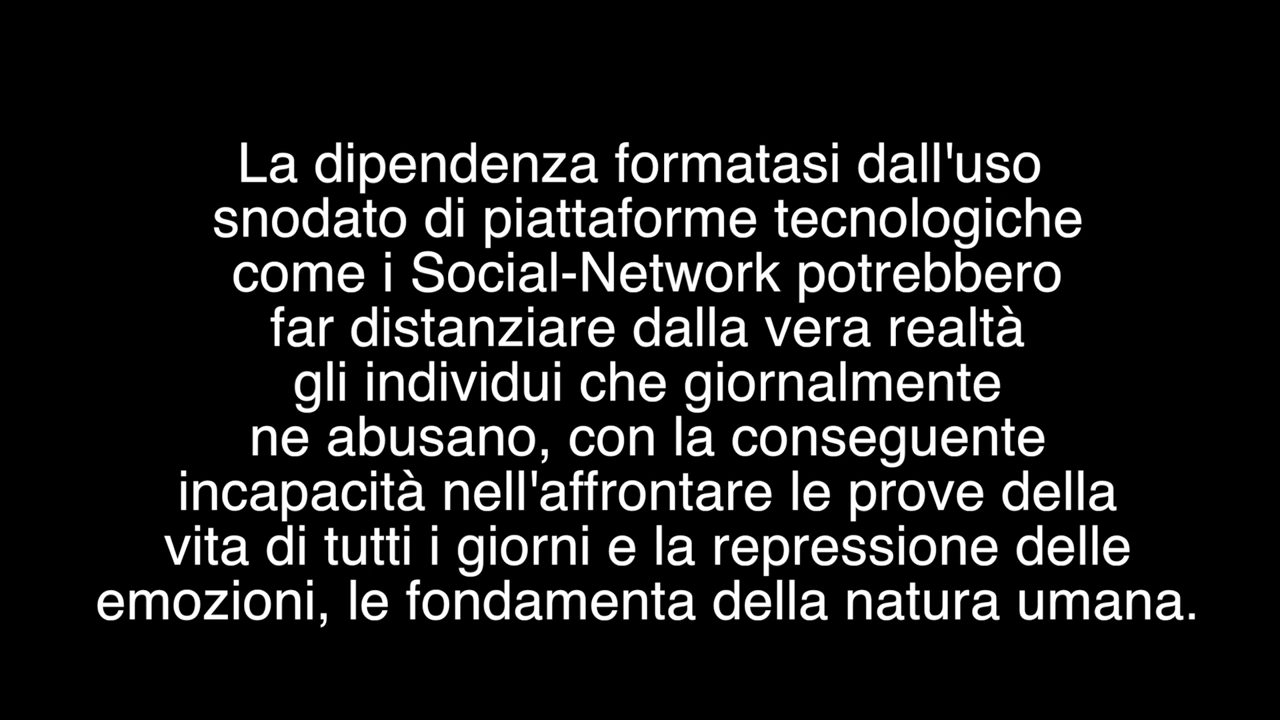 La dipendenza formatasi dall'uso
snodato di piattaforme tecnologiche
come i Social-Network potrebbero
far distanziare dalla vera realtà
gli individui che giornalmente
ne abusano, con la conseguente
incapacità nell'affrontare le prove della
vita di tutti i giorni e la repressione delle
emozioni, le fondamenta della natura umana.